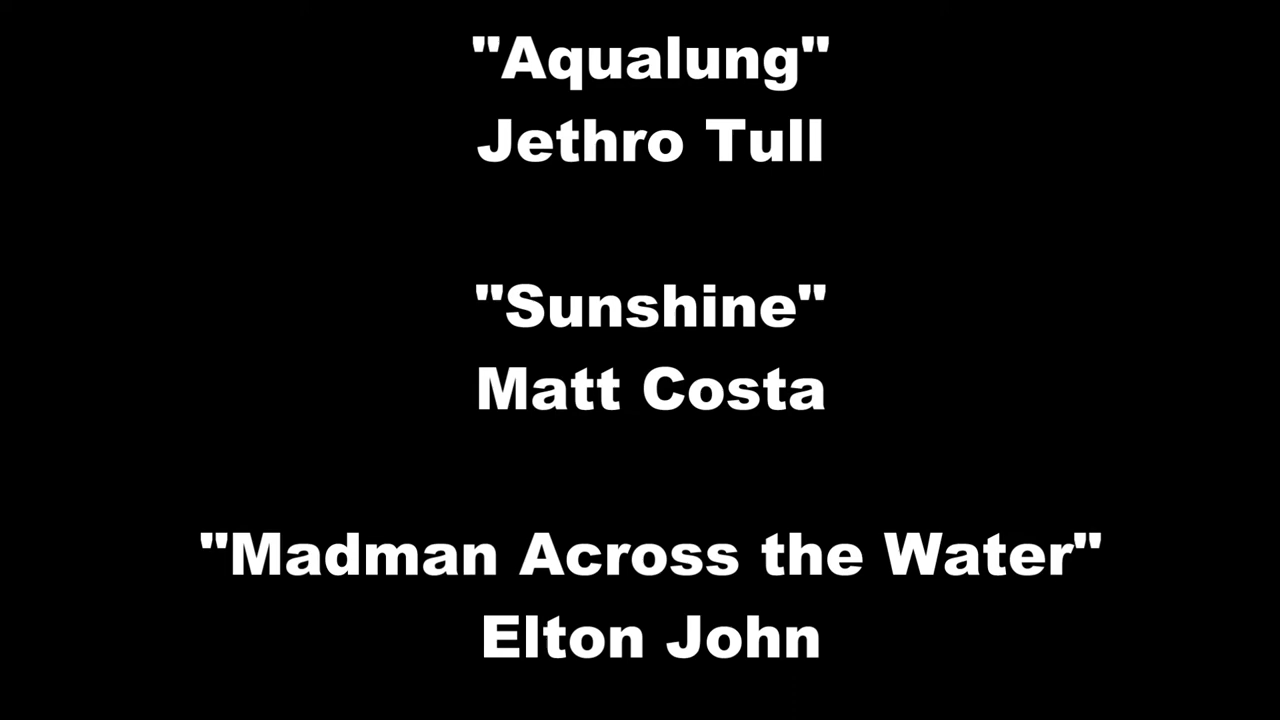 "Aqualung"
Jethro Tull
"Sunshine"
Matt Costa
"Madman Across the Water"
Elton John